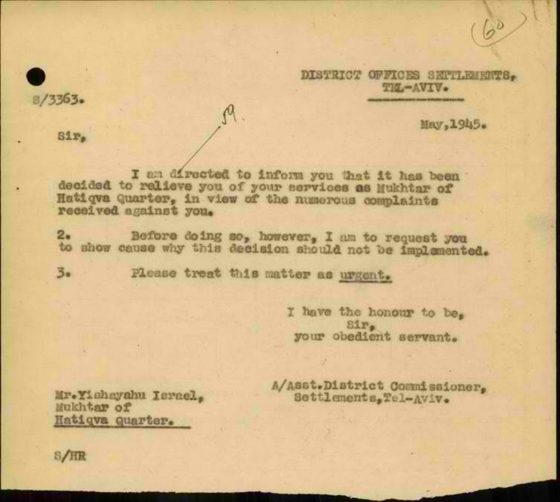 60
DISTRICT OFFICES SETTLEMENTS,
TEL-AVIV.
S/3363.
59.
May,1945.
Sir,
I am directed to inform you that it has been
decided to relieve you of your services as Mukhtar of
Hatiqva Quarter, in view of the numerous complaints
received against you.
2. Before doing so, however, I am to request you
to show cause why this decision should not be implemented.
3. Please treat this matter as urgent.
I have the honour to be,
Sir,
your obedient servant.
A/Asst.District Commissioner,
Settlements,Tel-Aviv.
Mr.Yishayahu Israel,
Mukhtar of
Hatiqva Quarter.
S/HR